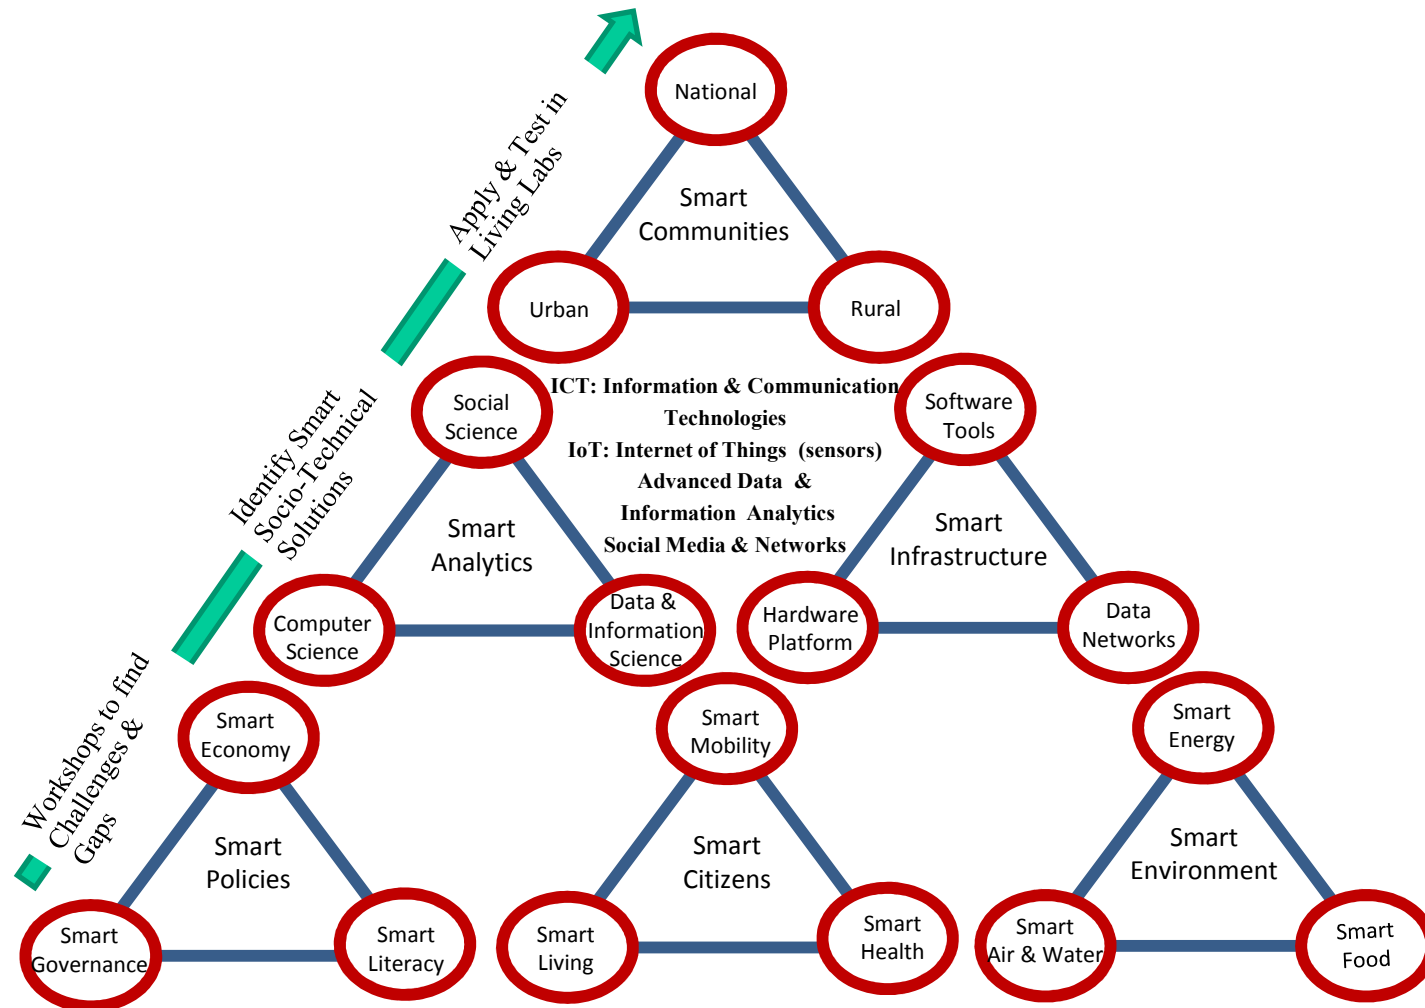 National
Smart
Communities
Urban
Rural
Apply & Test in
Living Labs
Social
Science
ICT: Information & Communication
Technologies
IoT: Internet of Things (sensors)
Advanced Data &
Information Analytics
Social Media & Networks
Software
Tools
Identify Smart
Socio-Technical
Solutions
Smart
Analytics
Smart
Infrastructure
Computer
Science
Data &
Information
Science
Hardware
Platform
Data
Networks
Workshops to find
Challenges &
Gaps
Smart
Economy
Smart
Mobility
Smart
Energy
Smart
Policies
Smart
Citizens
Smart
Environment
Smart
Governance
Smart
Literacy
Smart
Living
Smart
Health
Smart
Air & Water
Smart
Food